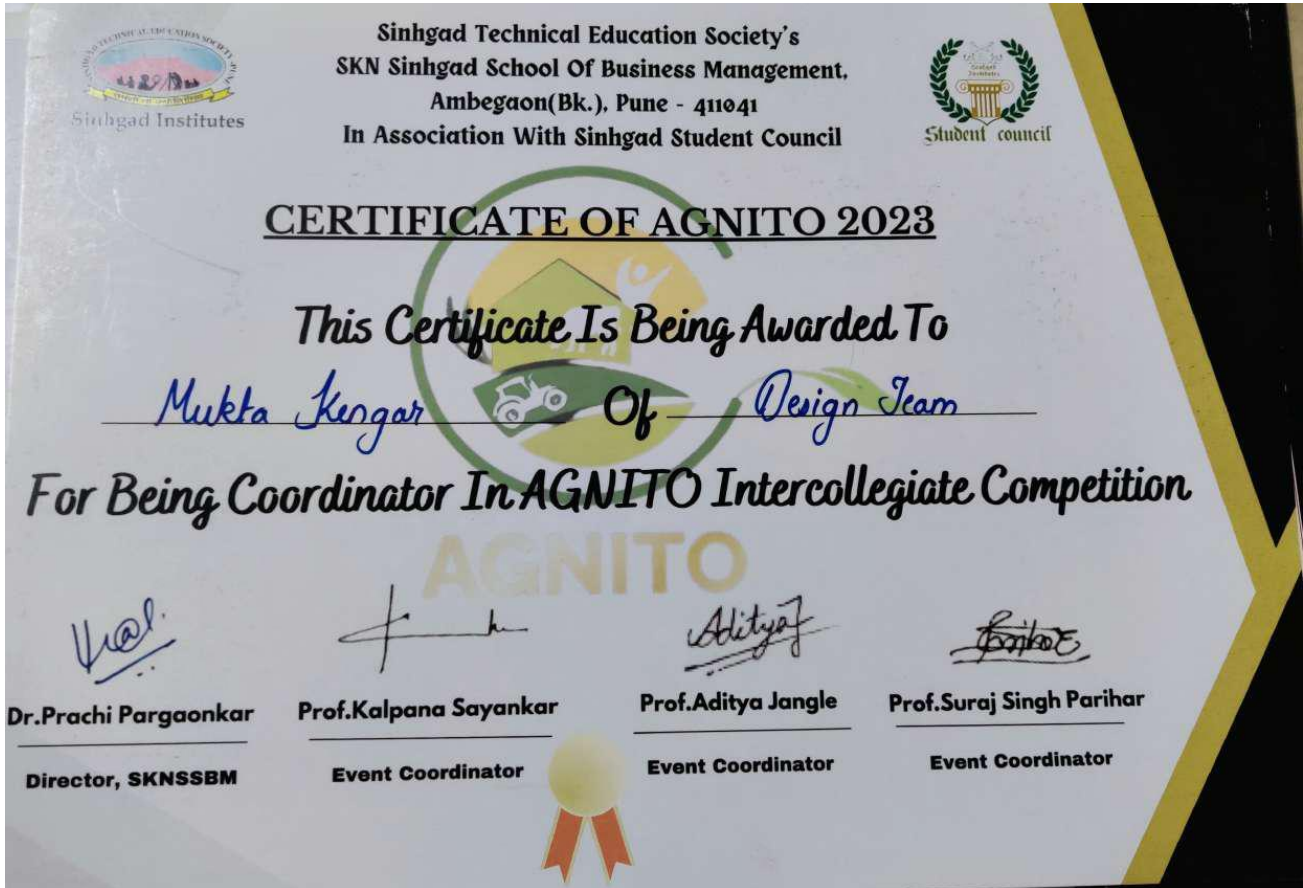 Sinhgad Technical Education Society's
SKN Sinhgad School Of Business Management,
Ambegaon(Bk.), Pune - 411041
In Association With Sinhgad Student Council
Sinhgad Institutes
Student council
CERTIFICATE OF AGNITO 2023
This Certificate Is Being Awarded To
Mukta Kengar Of Design Team
For Being Coordinator In AGNITO Intercollegiate Competition
AGNITO
Dr.Prachi Pargaonkar
Director, SKNSSBM
Prof.Kalpana Sayankar
Event Coordinator
Aditya
Prof.Aditya Jangle
Event Coordinator
Prof.Suraj Singh Parihar
Event Coordinator